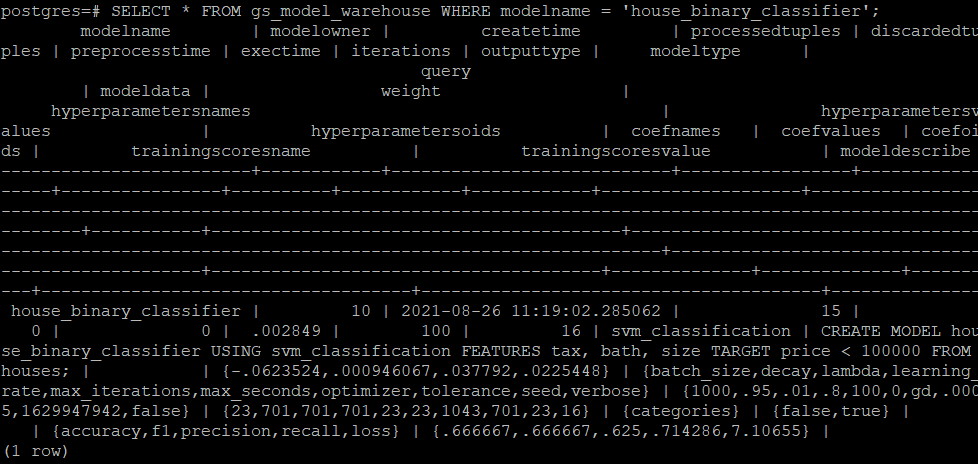 postgres=# SELECT * FROM gs_model_warehouse WHERE modelname = 'house_binary_classifier';
        modelname        | modelowner |         createtime         | processedtuples | discardedtu
ples | preprocesstime | exectime | iterations | outputtype |     modeltype      |
                                          query
        | modeldata |                 weight                  |
     hyperparametersnames                                         |               hyperparametersv
alues               |          hyperparametersoids          |  coefnames   |  coefvalues  | coefoi
ds |         trainingscoresname          |          trainingscoresvalue           | modeldescribe
-------------------------+------------+----------------------------+-----------------+------------
-----+----------------+----------+------------+------------+--------------------+-----------------
--------------------------------------------------------------------------------------------------
--------+-----------+-----------------------------------------+-----------------------------------
------------------------------------------------------------------+-------------------------------
--------------------+---------------------------------------+--------------+--------------+-------
---+-------------------------------------+----------------------------------------+---------------
 house_binary_classifier |         10 | 2021-08-26 11:19:02.285062 |              15 |
   0 |              0 |  .002849 |        100 |         16 | svm_classification | CREATE MODEL hou
se_binary_classifier USING svm_classification FEATURES tax, bath, size TARGET price < 100000 FROM
houses; |           | {-.0623524,.000946067,.037792,.0225448} | {batch_size,decay,lambda,learning_
rate,max_iterations,max_seconds,optimizer,tolerance,seed,verbose} | {1000,.95,.01,.8,100,0,gd,.000
5,1629947942,false} | {23,701,701,701,23,23,1043,701,23,16} | {categories} | {false,true} |
   | {accuracy,f1,precision,recall,loss} | {.666667,.666667,.625,.714286,7.10655} |
(1 row)